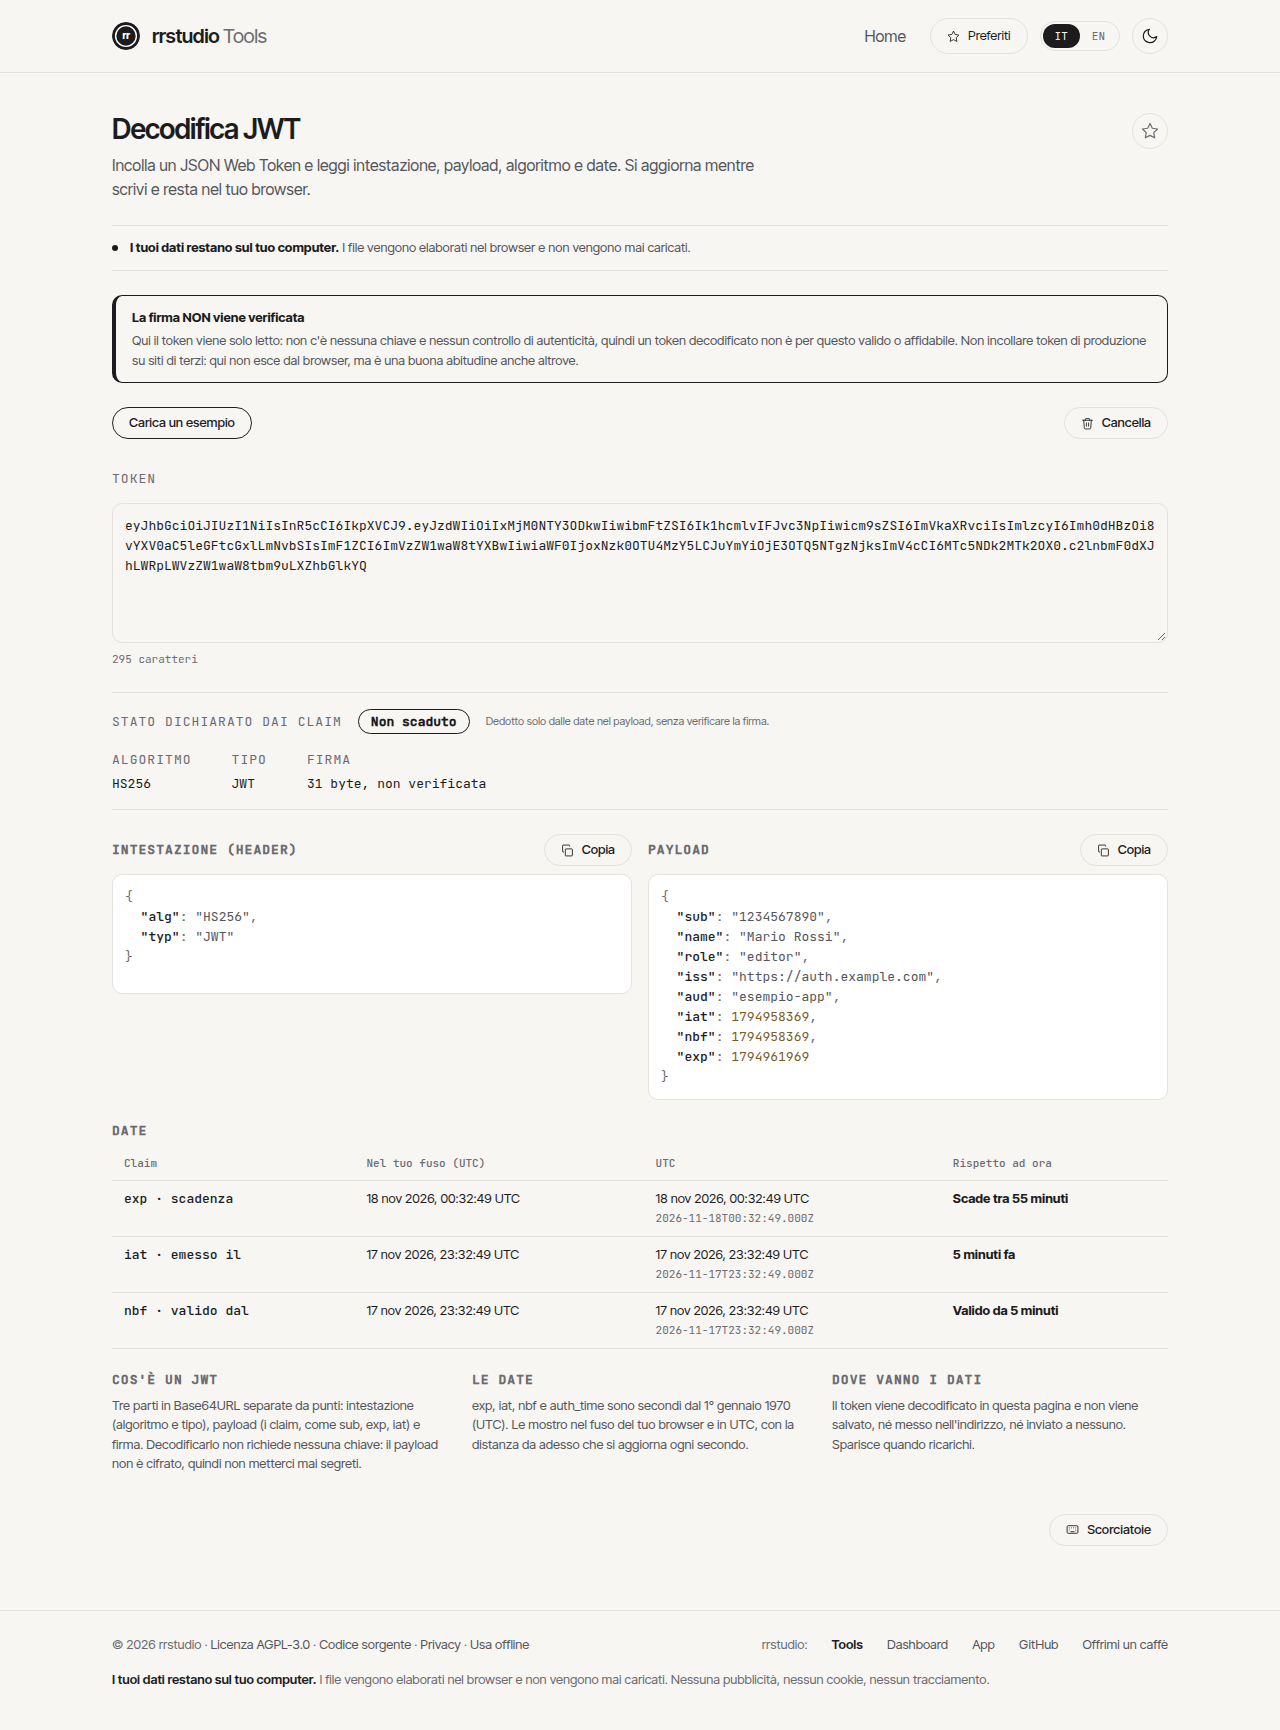 rr rrstudio Tools
Home
Preferiti
IT EN
Decodifica JWT
Incolla un JSON Web Token e leggi intestazione, payload, algoritmo e date. Si aggiorna mentre
scrivi e resta nel tuo browser.
I tuoi dati restano sul tuo computer. I file vengono elaborati nel browser e non vengono mai caricati.
La firma NON viene verificata
Qui il token viene solo letto: non c'è nessuna chiave e nessun controllo di autenticità, quindi un token decodificato non è per questo valido o affidabile. Non incollare token di produzione
su siti di terzi: qui non esce dal browser, ma è una buona abitudine anche altrove.
Carica un esempio
Cancella
TOKEN
eyJhbGciOiJIUzI1NiIsInR5cCI6IkpXVCJ9.eyJzdWIiOiIxMjM0NTY3ODkwIiwibmFtZSI6Ik1hcmlvIFJvc3NpIiwicm9sZSI6ImVkaXRvciIsImlzcyI6Imh0dHBzOi8
vYXV0aC5leGFtcGxlLmNvbSIsImF1ZCI6ImVzZW1waW8tYXBwIiwiaWF0IjoxNzk0OTU4MzY5LCJuYmYiOjE3OTQ5NTgzNjksImV4cCI6MTc5NDk2MTk2OX0.c2lnbmF0dXJ
hLWRpLWVzZW1waW8tbm9uLXZhbGlkYQ
295 caratteri
STATO DICHIARATO DAI CLAIM
Non scaduto
Dedotto solo dalle date nel payload, senza verificare la firma.
ALGORITMO TIPO FIRMA
HS256 JWT 31 byte, non verificata
INTESTAZIONE (HEADER)
Copia
{
"alg": "HS256",
"typ": "JWT"
}
PAYLOAD
Copia
{
"sub": "1234567890",
"name": "Mario Rossi",
"role": "editor",
"iss": "https://auth.example.com",
"aud": "esempio-app",
"iat": 1794958369,
"nbf": 1794958369,
"exp": 1794961969
}
DATE
Claim Nel tuo fuso (UTC) UTC Rispetto ad ora
exp · scadenza 18 nov 2026, 00:32:49 UTC 18 nov 2026, 00:32:49 UTC Scade tra 55 minuti
2026-11-18T00:32:49.000Z
iat · emesso il 17 nov 2026, 23:32:49 UTC 17 nov 2026, 23:32:49 UTC 5 minuti fa
2026-11-17T23:32:49.000Z
nbf · valido dal 17 nov 2026, 23:32:49 UTC 17 nov 2026, 23:32:49 UTC Valido da 5 minuti
2026-11-17T23:32:49.000Z
COS'È UN JWT
Tre parti in Base64URL separate da punti: intestazione
(algoritmo e tipo), payload (i claim, come sub, exp, iat) e
firma. Decodificarlo non richiede nessuna chiave: il payload
non è cifrato, quindi non metterci mai segreti.
LE DATE
exp, iat, nbf e auth_time sono secondi dal 1° gennaio 1970
(UTC). Le mostro nel fuso del tuo browser e in UTC, con la
distanza da adesso che si aggiorna ogni secondo.
DOVE VANNO I DATI
Il token viene decodificato in questa pagina e non viene
salvato, né messo nell'indirizzo, né inviato a nessuno.
Sparisce quando ricarichi.
Scorciatoie
© 2026 rrstudio · Licenza AGPL-3.0 · Codice sorgente · Privacy · Usa offline
rrstudio: Tools Dashboard App GitHub Offrimi un caffè
I tuoi dati restano sul tuo computer. I file vengono elaborati nel browser e non vengono mai caricati. Nessuna pubblicità, nessun cookie, nessun tracciamento.